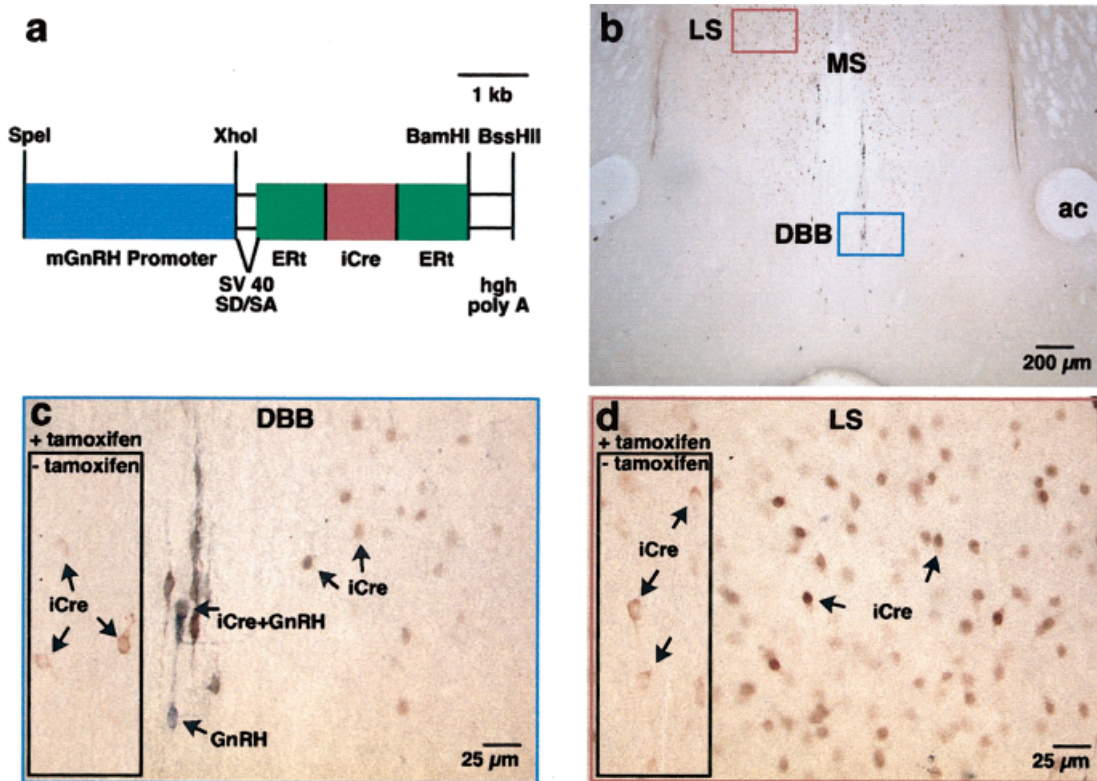 a
1 kb
SpeI XhoI BamHI BssHII
mGnRH Promoter
ERt iCre ERt
SV 40
SD/SA
hgh
poly A
b
LS
MS
DBB
ac
200 µm
c
DBB
+ tamoxifen
- tamoxifen
iCre
iCre
iCre+GnRH
GnRH
25 µm
d
LS
+ tamoxifen
- tamoxifen
iCre
iCre
25 µm